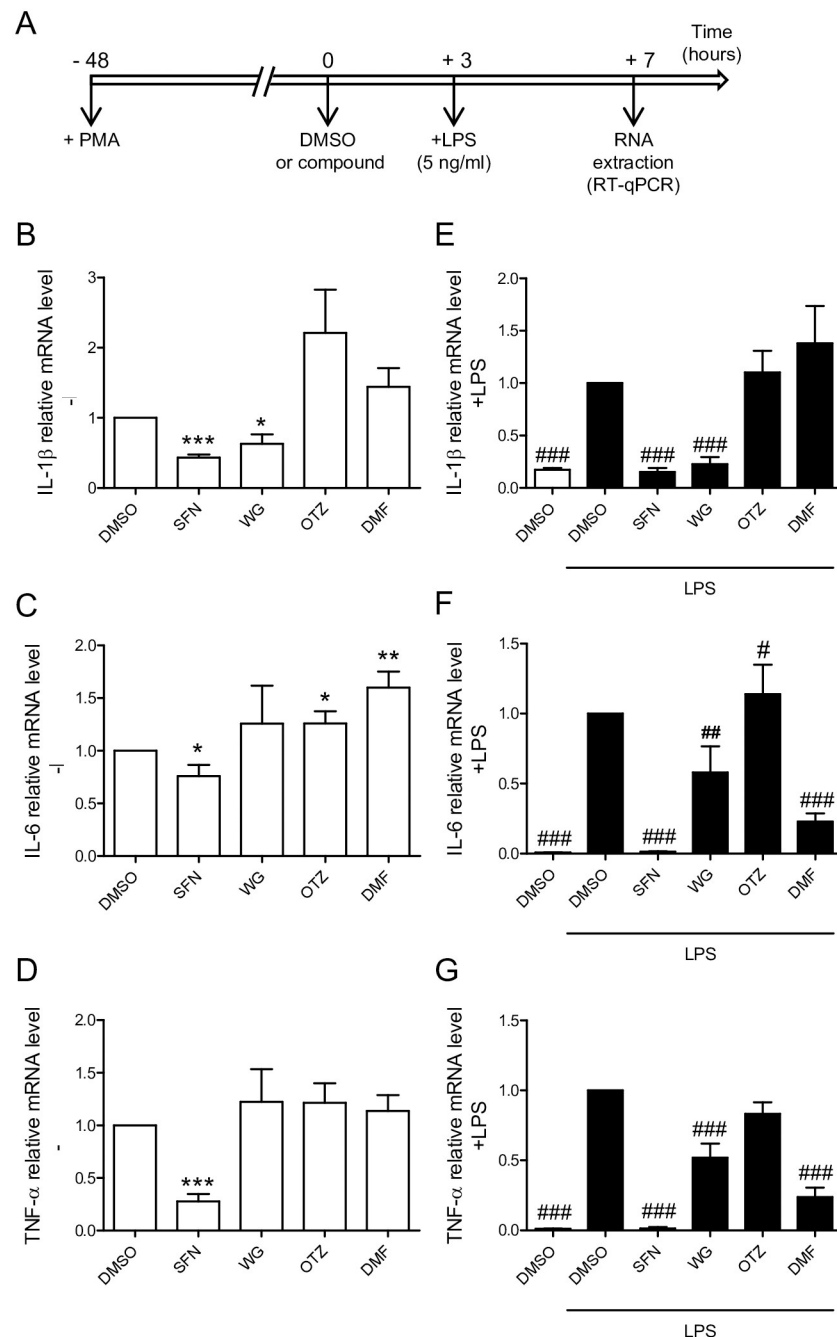 A
Time
(hours)
- 48
0
+ 3
+ 7
+ PMA
DMSO
or compound
+LPS
(5 ng/ml)
RNA
extraction
(RT-qPCR)
B
IL-1β relative mRNA level
-
3
2
1
0
***
*
DMSO
SFN
WG
OTZ
DMF
E
IL-1β relative mRNA level
+LPS
2.0
1.5
1.0
0.5
0.0
###
###
###
DMSO
DMSO
SFN
WG
OTZ
DMF
LPS
C
IL-6 relative mRNA level
-
2.0
1.5
1.0
0.5
0.0
*
*
**
DMSO
SFN
WG
OTZ
DMF
F
IL-6 relative mRNA level
+LPS
1.5
1.0
0.5
0.0
###
###
##
#
###
DMSO
DMSO
SFN
WG
OTZ
DMF
LPS
D
TNF-α relative mRNA level
-
2.0
1.5
1.0
0.5
0.0
***
DMSO
SFN
WG
OTZ
DMF
G
TNF-α relative mRNA level
+LPS
1.5
1.0
0.5
0.0
###
###
###
###
DMSO
DMSO
SFN
WG
OTZ
DMF
LPS